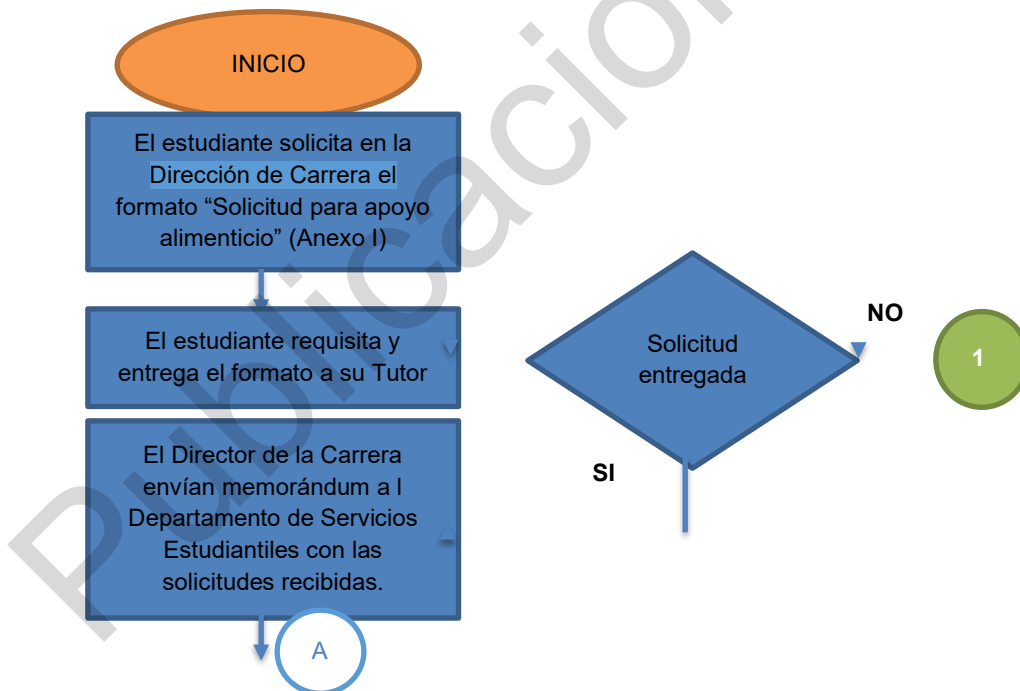 INICIO
El estudiante solicita en la
Dirección de Carrera el
formato “Solicitud para apoyo
alimenticio” (Anexo I)
El estudiante requisita y
entrega el formato a su Tutor
Solicitud
entregada
NO
1
SI
El Director de la Carrera
envían memorándum a l
Departamento de Servicios
Estudiantiles con las
solicitudes recibidas.
A
Publicacion